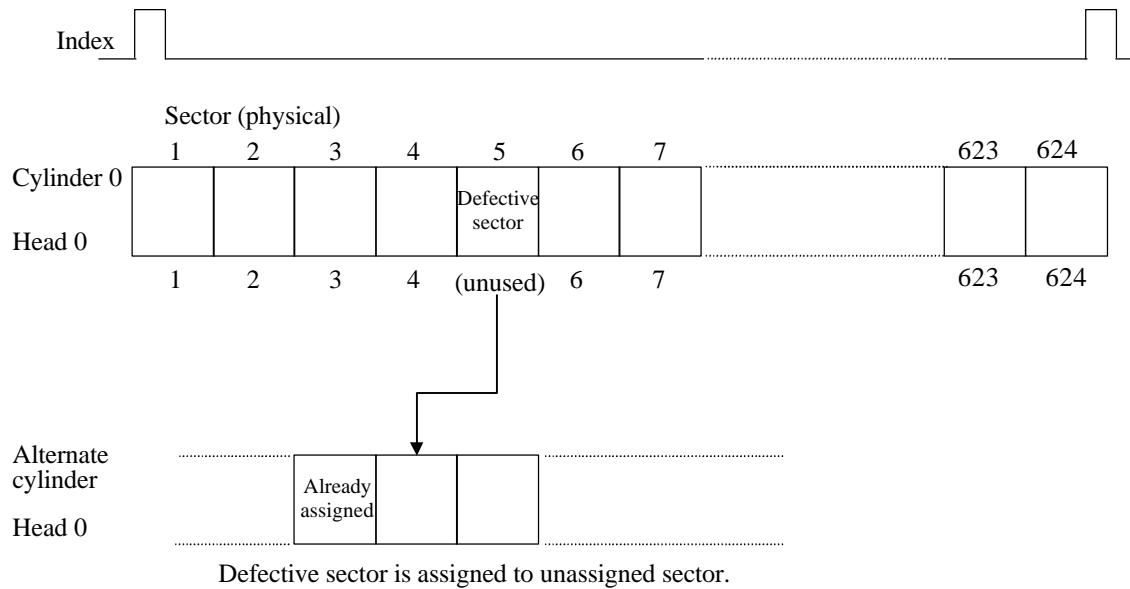 Index
Sector (physical)
1 2 3 4 5 6 7 623 624
Cylinder 0
Defective
sector
Head 0
1 2 3 4 (unused) 6 7 623 624
Alternate
cylinder
Already
assigned
Head 0
Defective sector is assigned to unassigned sector.